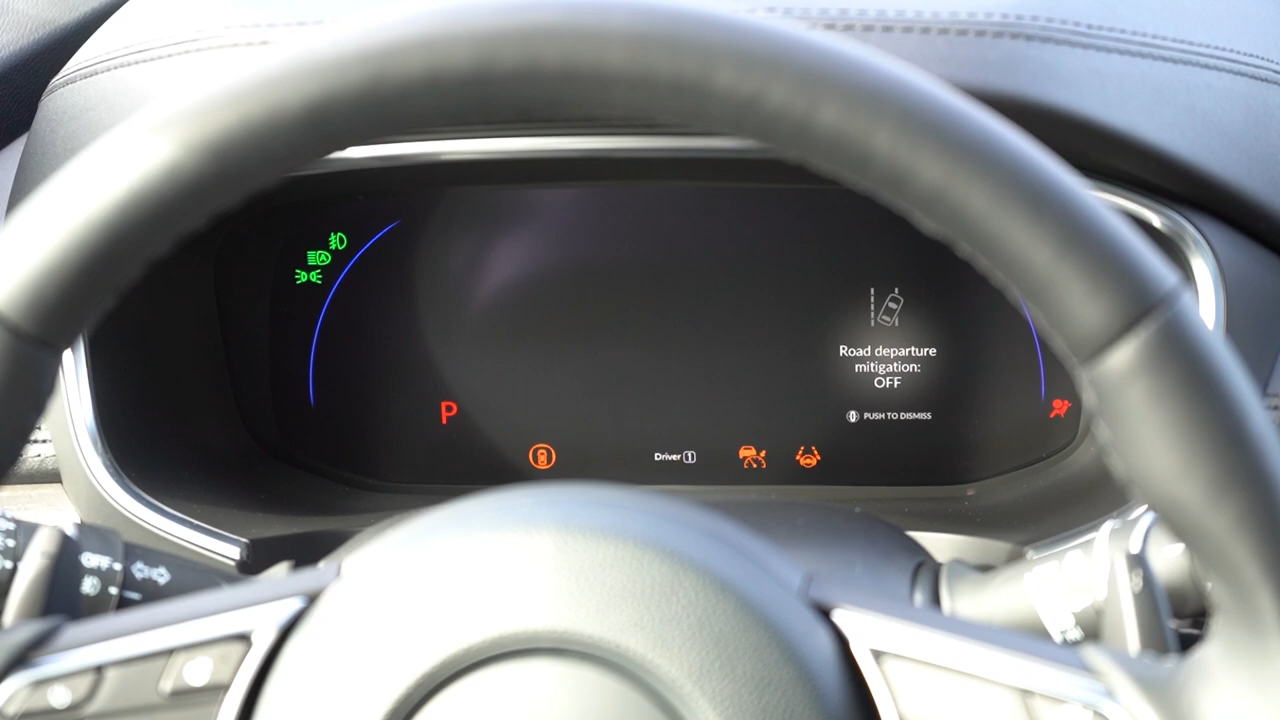 Road departure
mitigation:
OFF
PUSH TO DISMISS
P
Driver 1
OFF